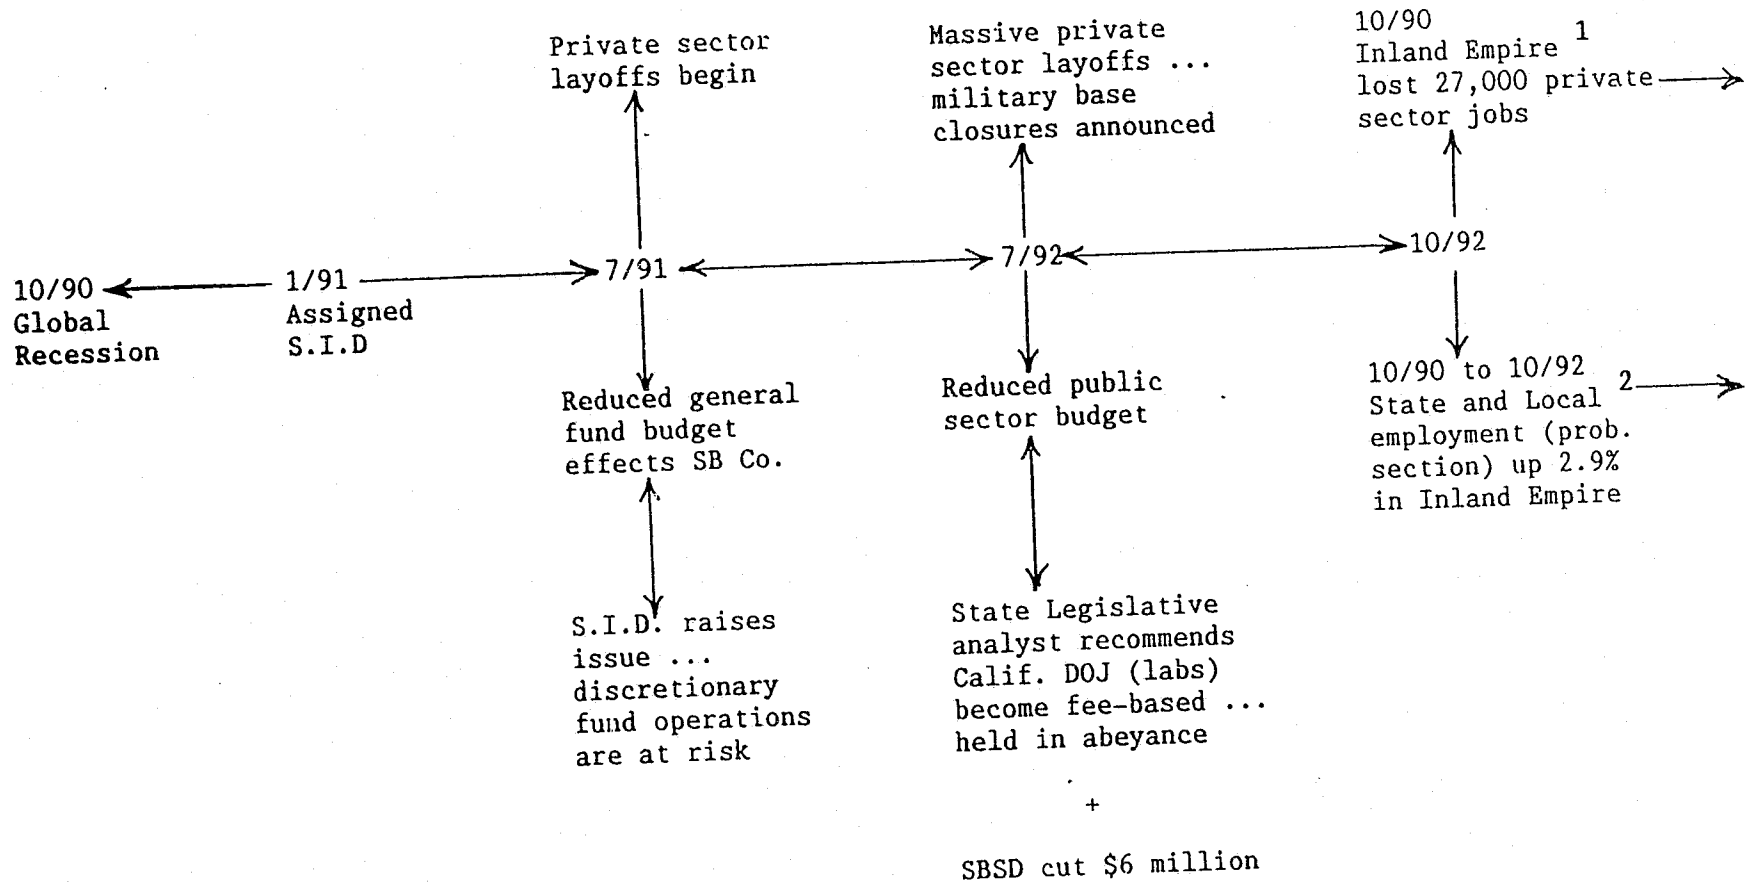 Private sector
layoffs begin
Massive private
sector layoffs ...
military base
closures announced
10/90
Inland Empire 1
lost 27,000 private
sector jobs
10/90
Global
Recession
1/91
Assigned
S.I.D
7/91
7/92
10/92
Reduced general
fund budget
effects SB Co.
Reduced public
sector budget
10/90 to 10/92
State and Local 2
employment (prob.
section) up 2.9%
in Inland Empire
S.I.D. raises
issue ...
discretionary
fund operations
are at risk
State Legislative
analyst recommends
Calif. DOJ (labs)
become fee-based ...
held in abeyance
+
SBSD cut $6 million